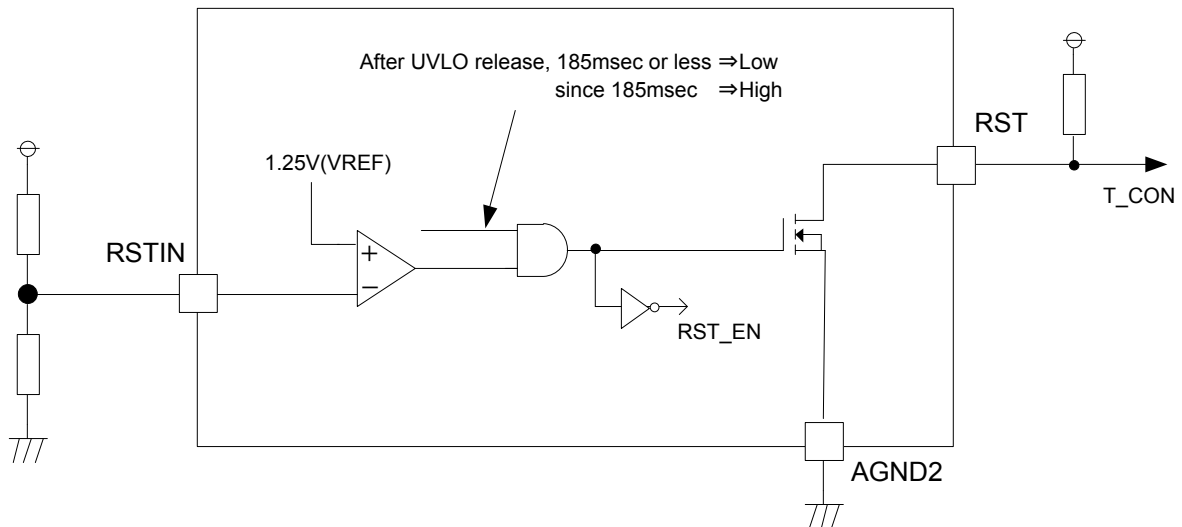 After UVLO release, 185msec or less ⇒Low
since 185msec ⇒High
RST
1.25V(VREF)
T_CON
RSTIN
+
−
RST_EN
AGND2